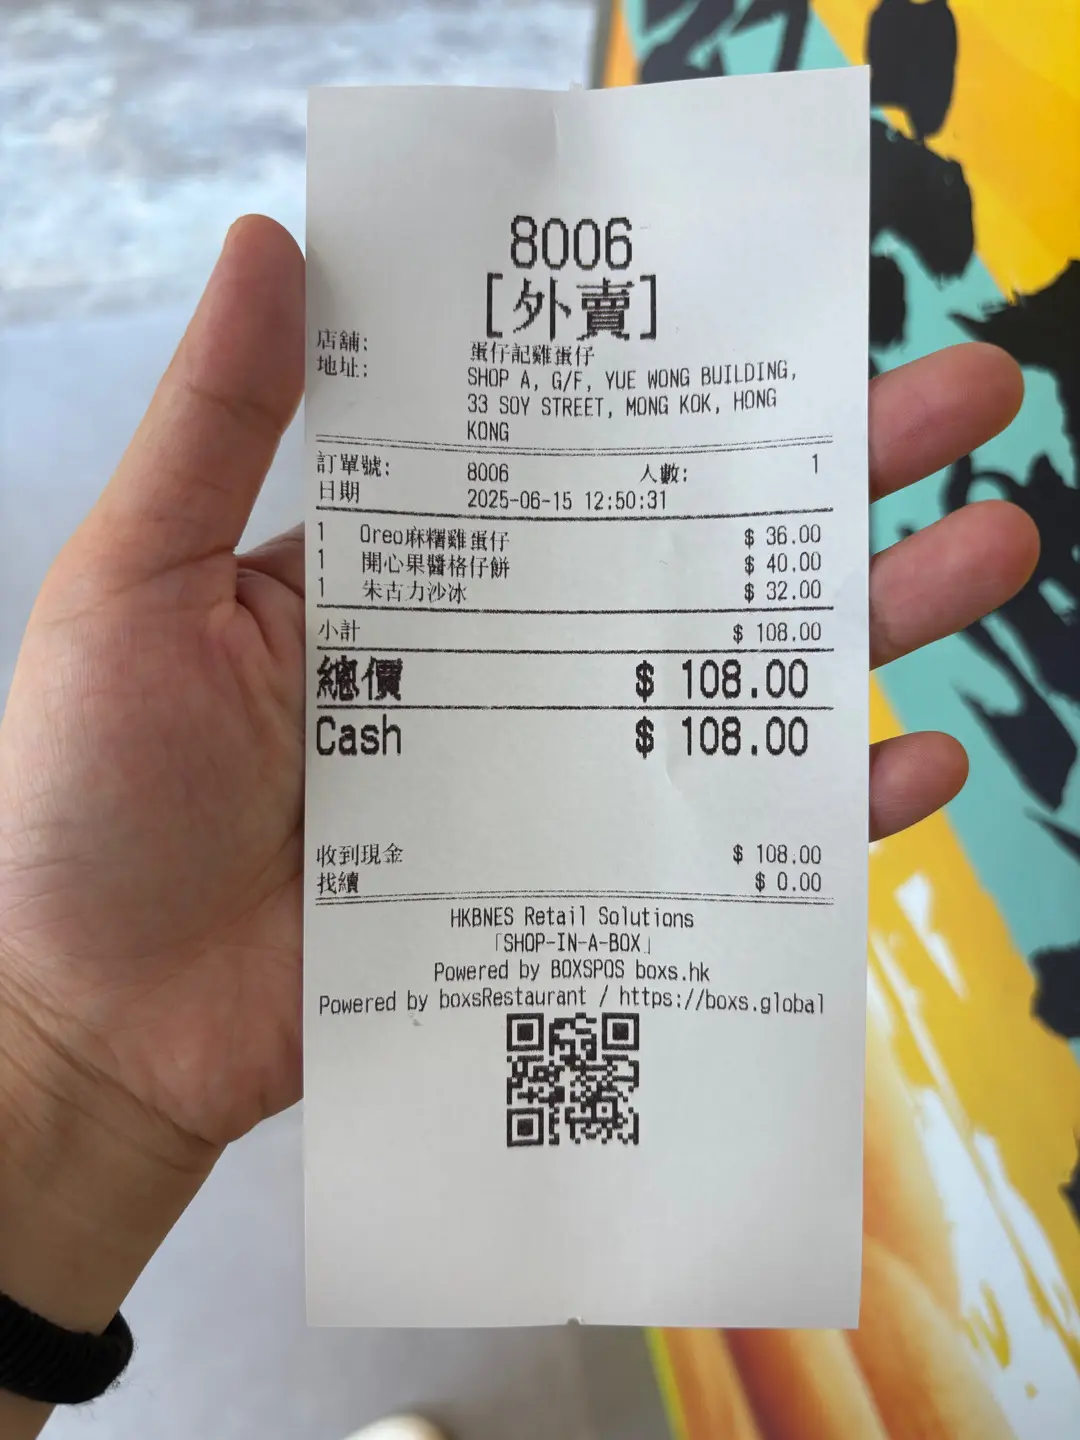 8006
[外賣]
店舖: 蛋仔記雞蛋仔
地址: SHOP A, G/F, YUE WONG BUILDING,
33 SOY STREET, MONG KOK, HONG
KONG
訂單號: 8006 人數: 1
日期 2025-06-15 12:50:31
1 Oreo麻糬雞蛋仔 $ 36.00
1 開心果醬格仔餅 $ 40.00
1 朱古力沙冰 $ 32.00
小計 $ 108.00
總價 $ 108.00
Cash $ 108.00
收到現金 $ 108.00
找續 $ 0.00
HKBNES Retail Solutions
「SHOP-IN-A-BOX」
Powered by BOXSPOS boxs.hk
Powered by boxsRestaurant / https://boxs.global